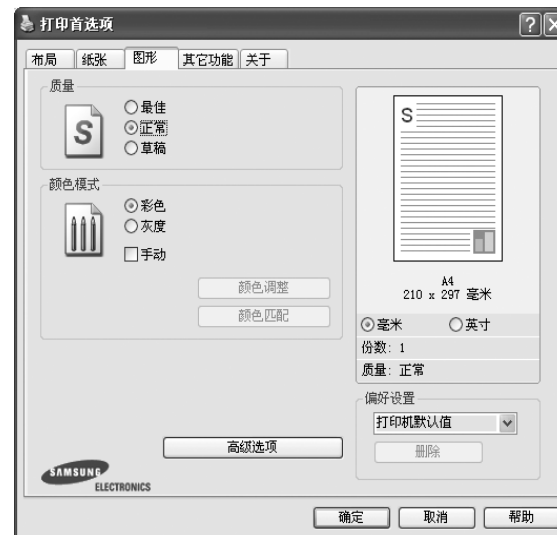 打印首选项
布局 纸张 图形 其它功能 关于
质量
S
最佳
正常
草稿
颜色模式
彩色
灰度
手动
颜色调整
颜色匹配
高级选项
SAMSUNG
ELECTRONICS
S
A4
210 x 297 毫米
毫米 英寸
份数: 1
质量: 正常
偏好设置
打印机默认值
删除
确定 取消 帮助